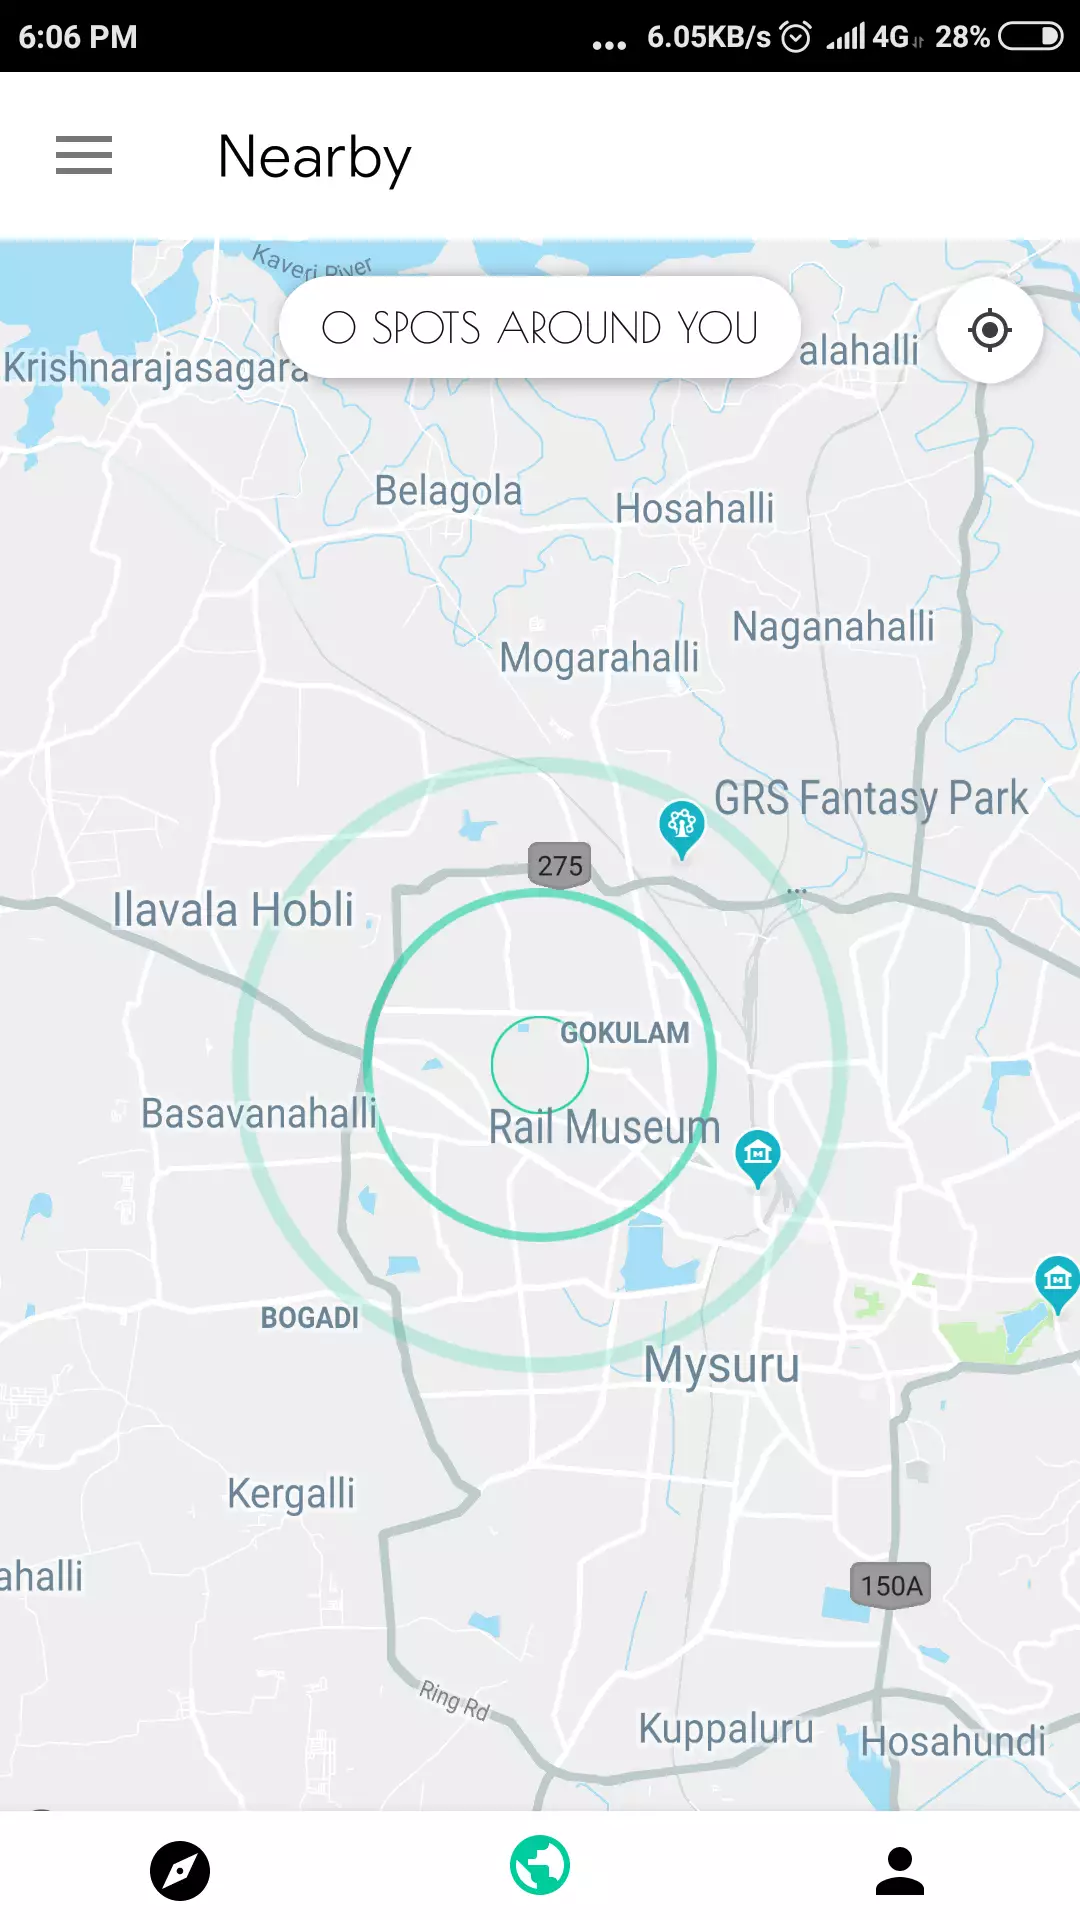 6:06 PM
... 6.05KB/s 4G 28%
Nearby
Kaveri River
0 SPOTS AROUND YOU
Krishnarajasagara
alahalli
Belagola
Hosahalli
Naganahalli
Mogarahalli
GRS Fantasy Park
275
Ilavala Hobli
GOKULAM
Basavanahalli
Rail Museum
BOGADI
Mysuru
Kergalli
ahalli
150A
Ring Rd
Kuppaluru
Hosahundi